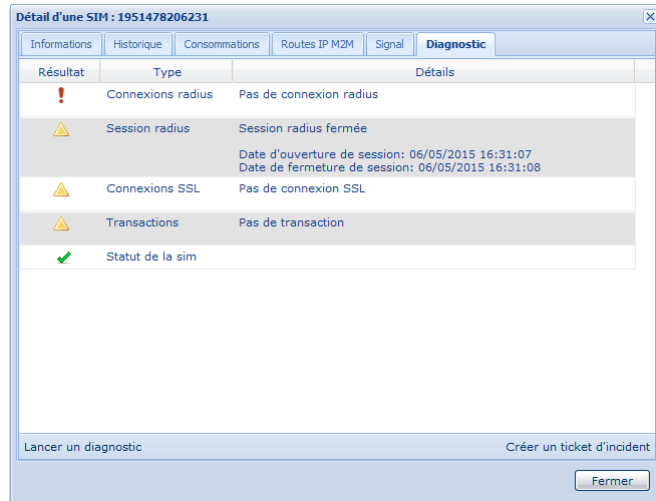 Détail d'une SIM : 1951478206231
Informations Historique Consommations Routes IP M2M Signal Diagnostic
Résultat Type Détails
Connexions radius Pas de connexion radius
Session radius Session radius fermée
Date d'ouverture de session: 06/05/2015 16:31:07
Date de fermeture de session: 06/05/2015 16:31:08
Connexions SSL Pas de connexion SSL
Transactions Pas de transaction
Statut de la sim
Lancer un diagnostic Créer un ticket d'incident
Fermer